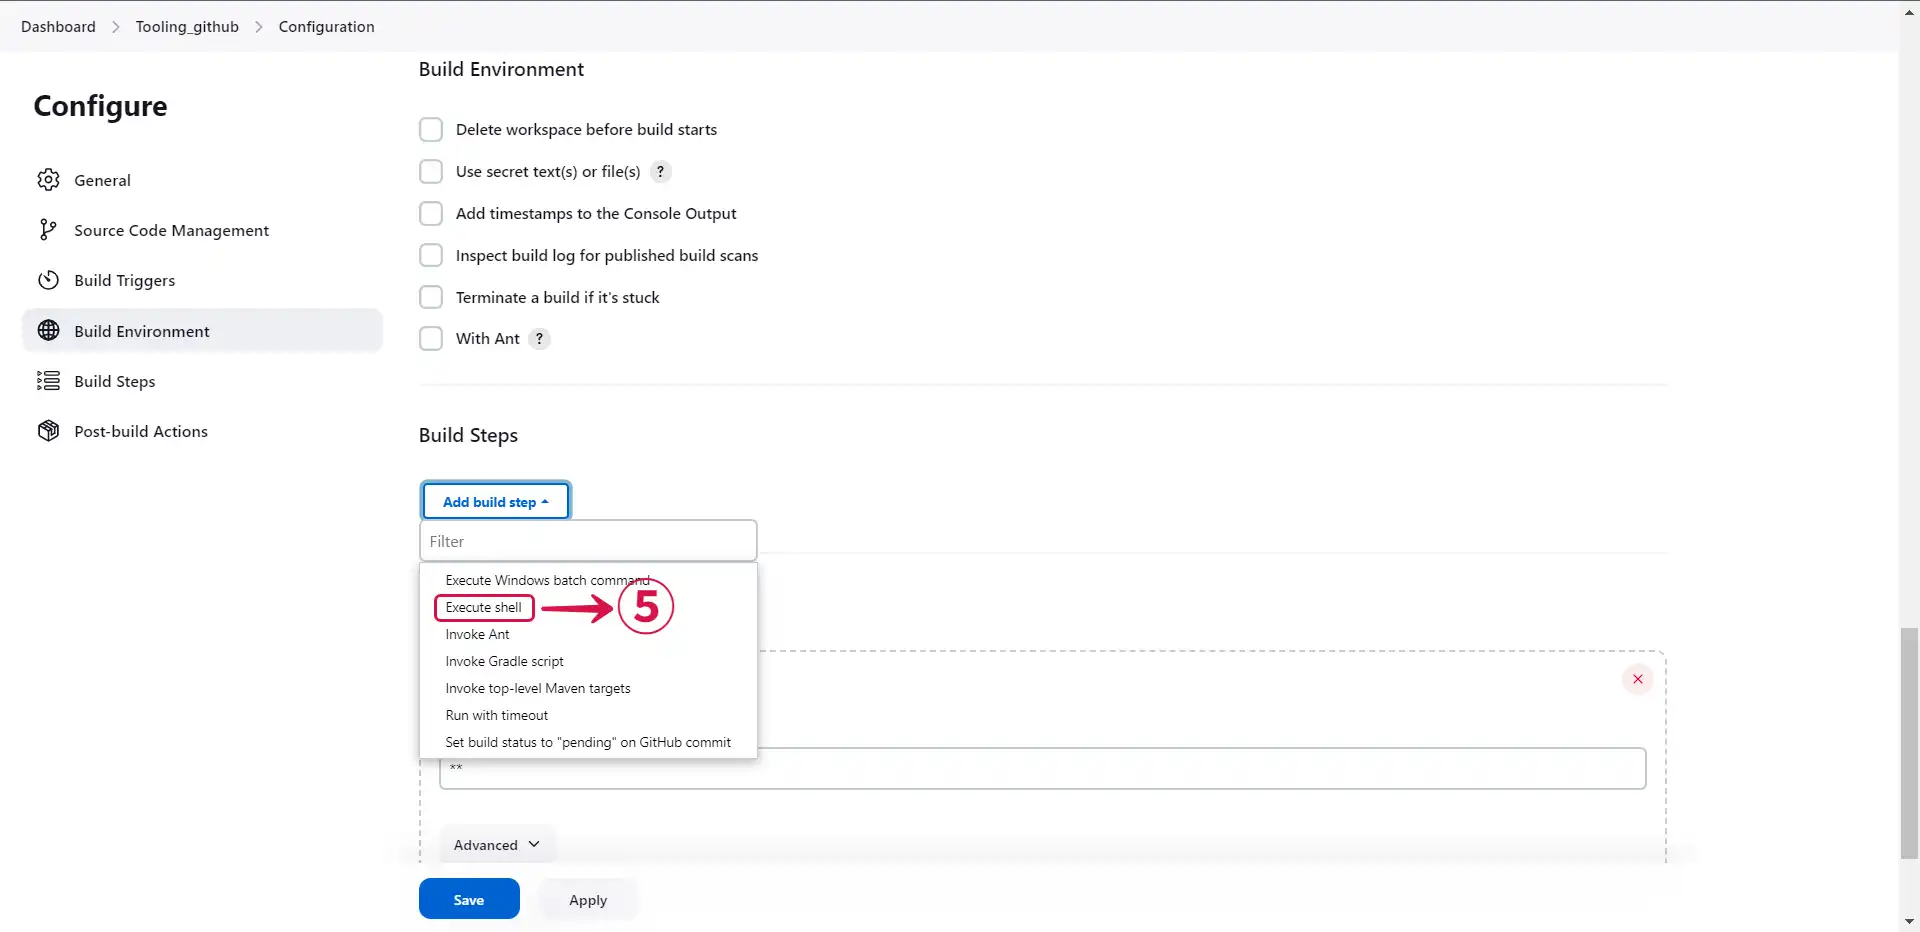 Dashboard > Tooling_github > Configuration
Configure
General
Source Code Management
Build Triggers
Build Environment
Build Steps
Post-build Actions
Build Environment
Delete workspace before build starts
Use secret text(s) or file(s) ?
Add timestamps to the Console Output
Inspect build log for published build scans
Terminate a build if it's stuck
With Ant ?
Build Steps
Add build step
Filter
Execute Windows batch command
Execute shell 5
Invoke Ant
Invoke Gradle script
Invoke top-level Maven targets
Run with timeout
Set build status to "pending" on GitHub commit
**
Advanced
Save Apply